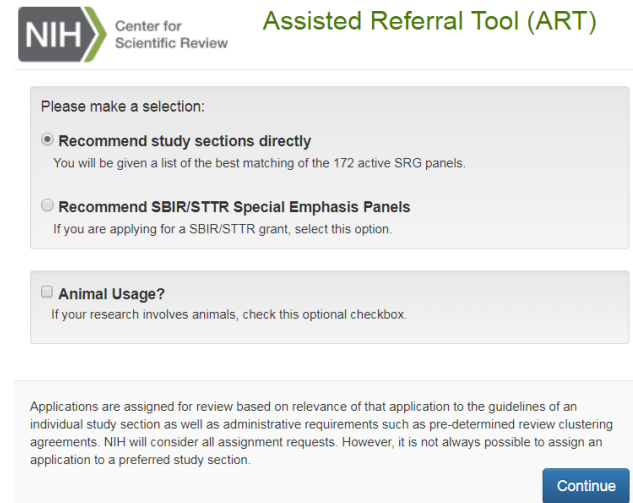 NIH Center for Scientific Review
Assisted Referral Tool (ART)
Please make a selection:
Recommend study sections directly
You will be given a list of the best matching of the 172 active SRG panels.
Recommend SBIR/STTR Special Emphasis Panels
If you are applying for a SBIR/STTR grant, select this option.
Animal Usage?
If your research involves animals, check this optional checkbox.
Applications are assigned for review based on relevance of that application to the guidelines of an
individual study section as well as administrative requirements such as pre-determined review clustering
agreements. NIH will consider all assignment requests. However, it is not always possible to assign an
application to a preferred study section.
Continue